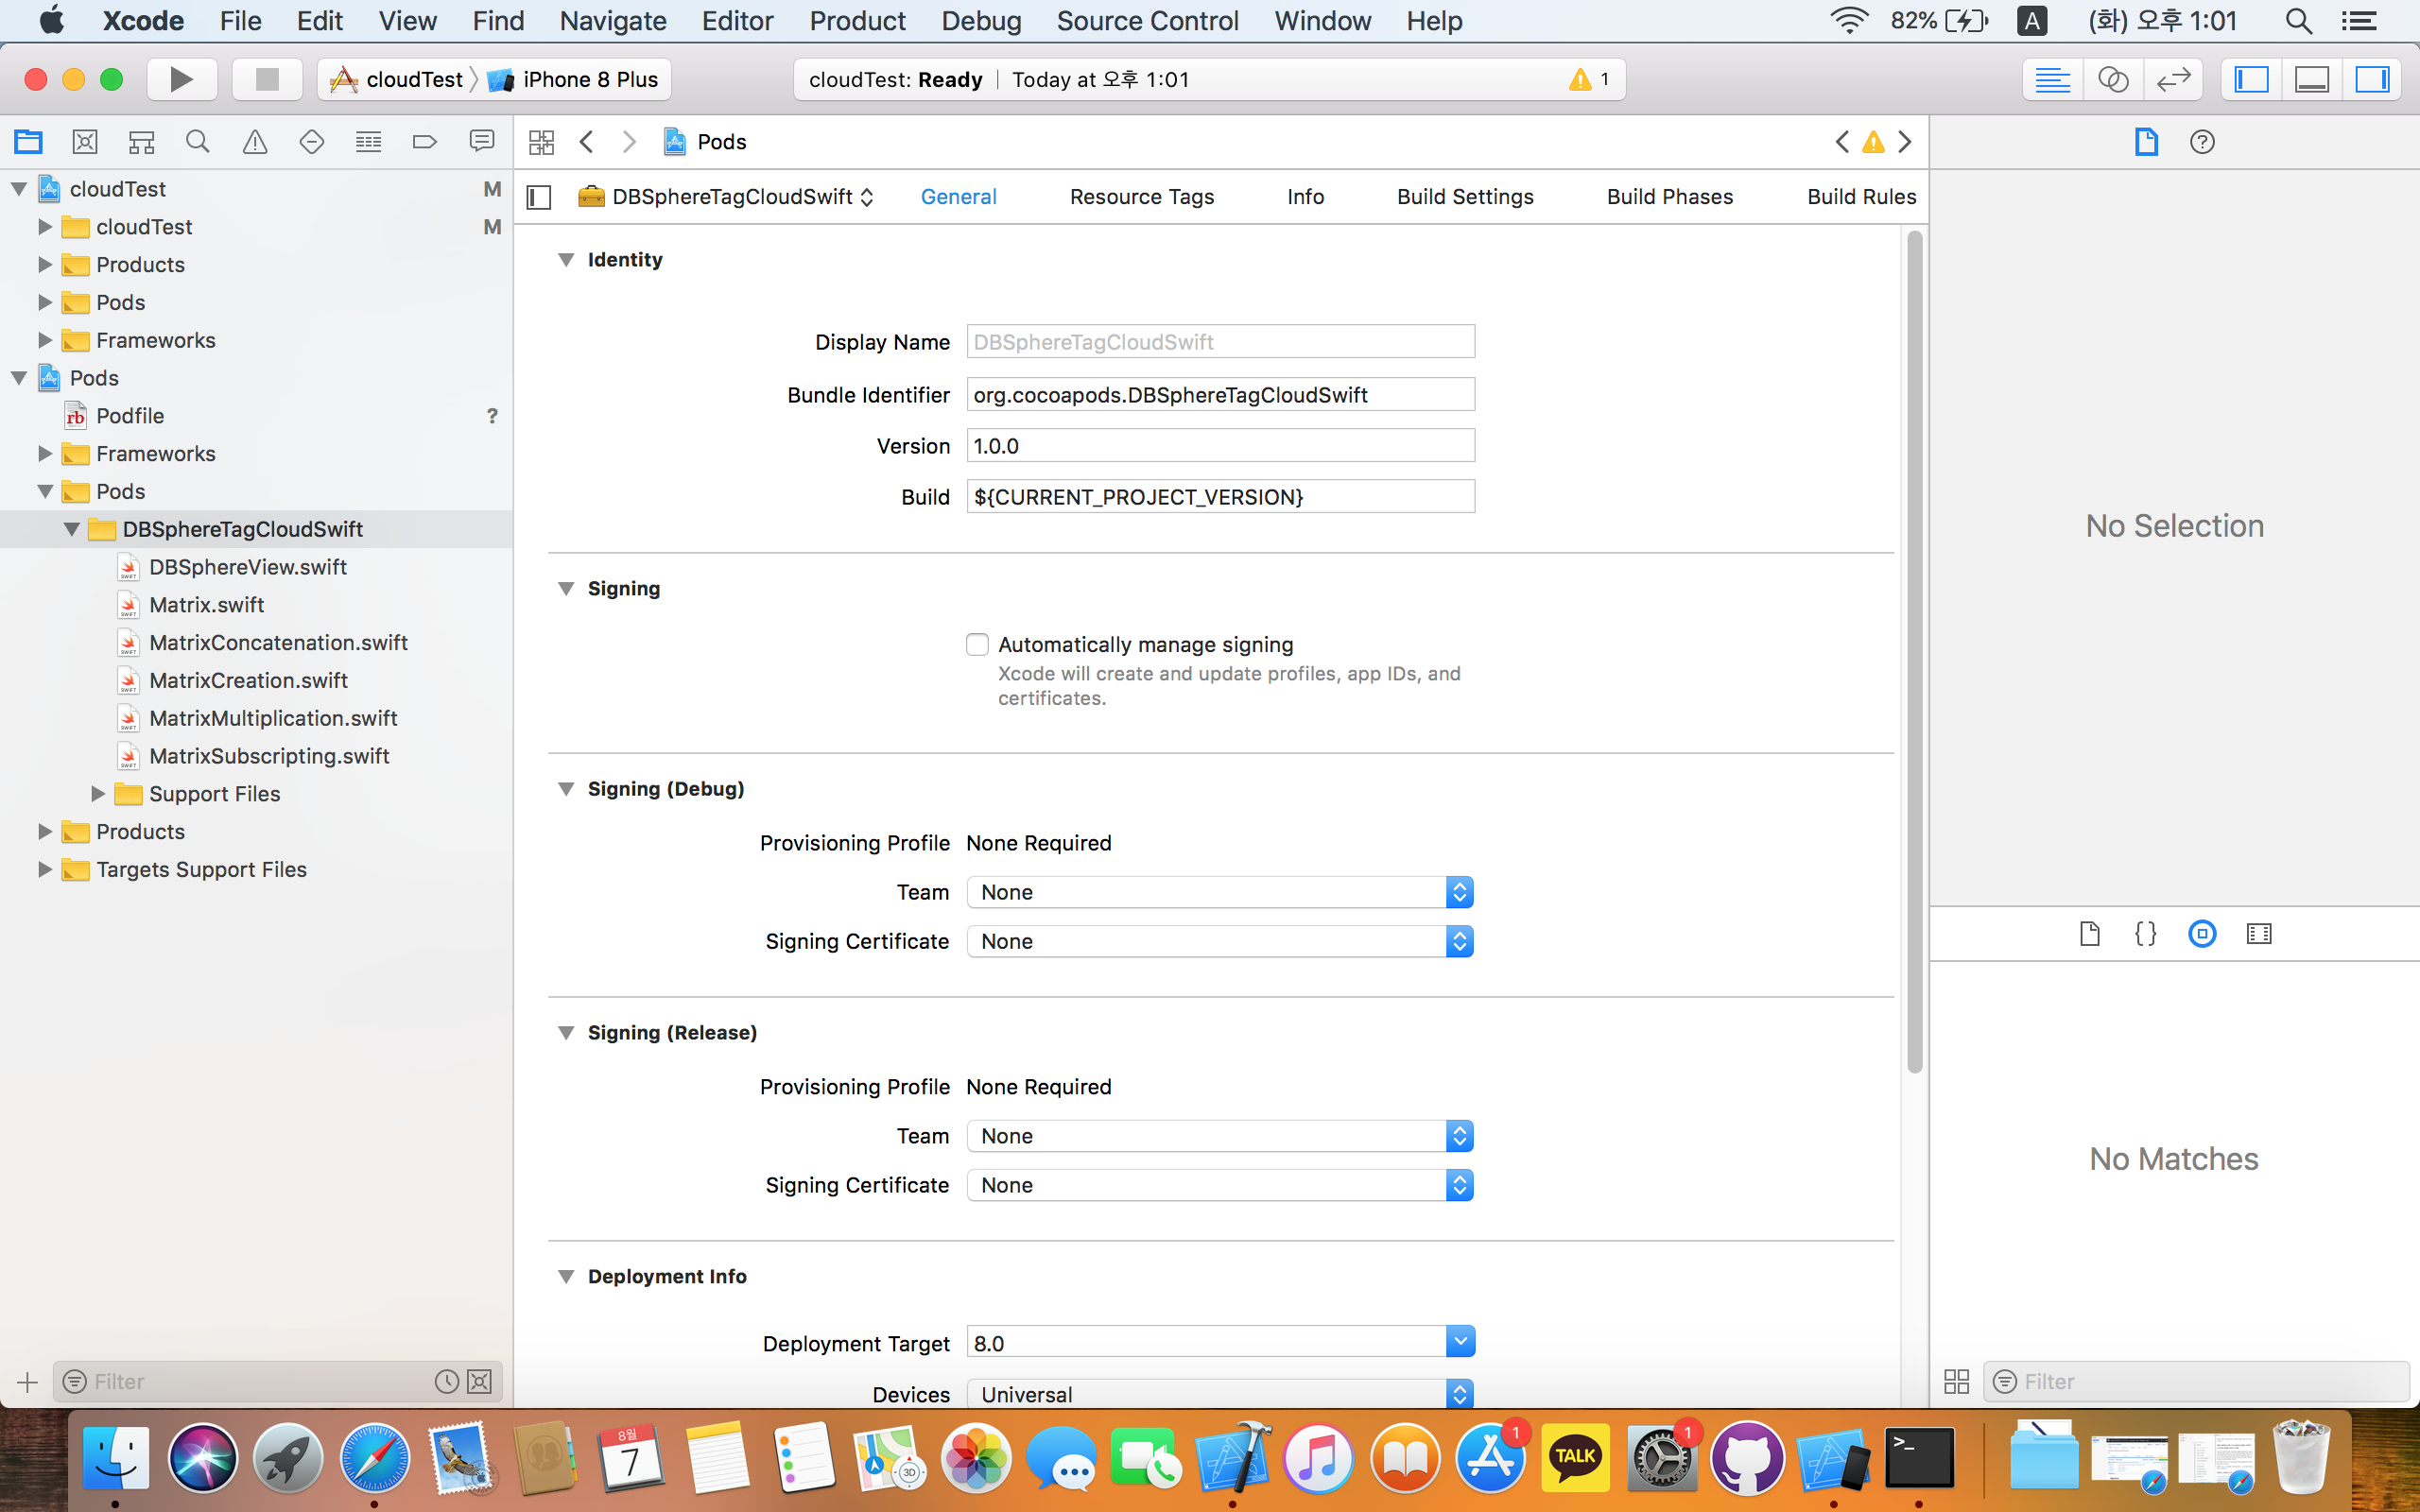 Xcode File Edit View Find Navigate Editor Product Debug Source Control Window Help 82% A (화) 오후 1:01
cloudTest iPhone 8 Plus cloudTest: Ready Today at 오후 1:01 1
Pods
cloudTest M
cloudTest M
Products
Pods
Frameworks
Pods
rb Podfile ?
Frameworks
Pods
DBSphereTagCloudSwift
DBSphereView.swift
Matrix.swift
MatrixConcatenation.swift
MatrixCreation.swift
MatrixMultiplication.swift
MatrixSubscripting.swift
Support Files
Products
Targets Support Files
Filter
DBSphereTagCloudSwift General Resource Tags Info Build Settings Build Phases Build Rules
Identity
Display Name DBSphereTagCloudSwift
Bundle Identifier org.cocoapods.DBSphereTagCloudSwift
Version 1.0.0
Build ${CURRENT_PROJECT_VERSION}
Signing
Automatically manage signing
Xcode will create and update profiles, app IDs, and
certificates.
Signing (Debug)
Provisioning Profile None Required
Team None
Signing Certificate None
Signing (Release)
Provisioning Profile None Required
Team None
Signing Certificate None
Deployment Info
Deployment Target 8.0
Devices Universal
No Selection
{}
No Matches
Filter
8월
7
3D
1
TALK
1
>_